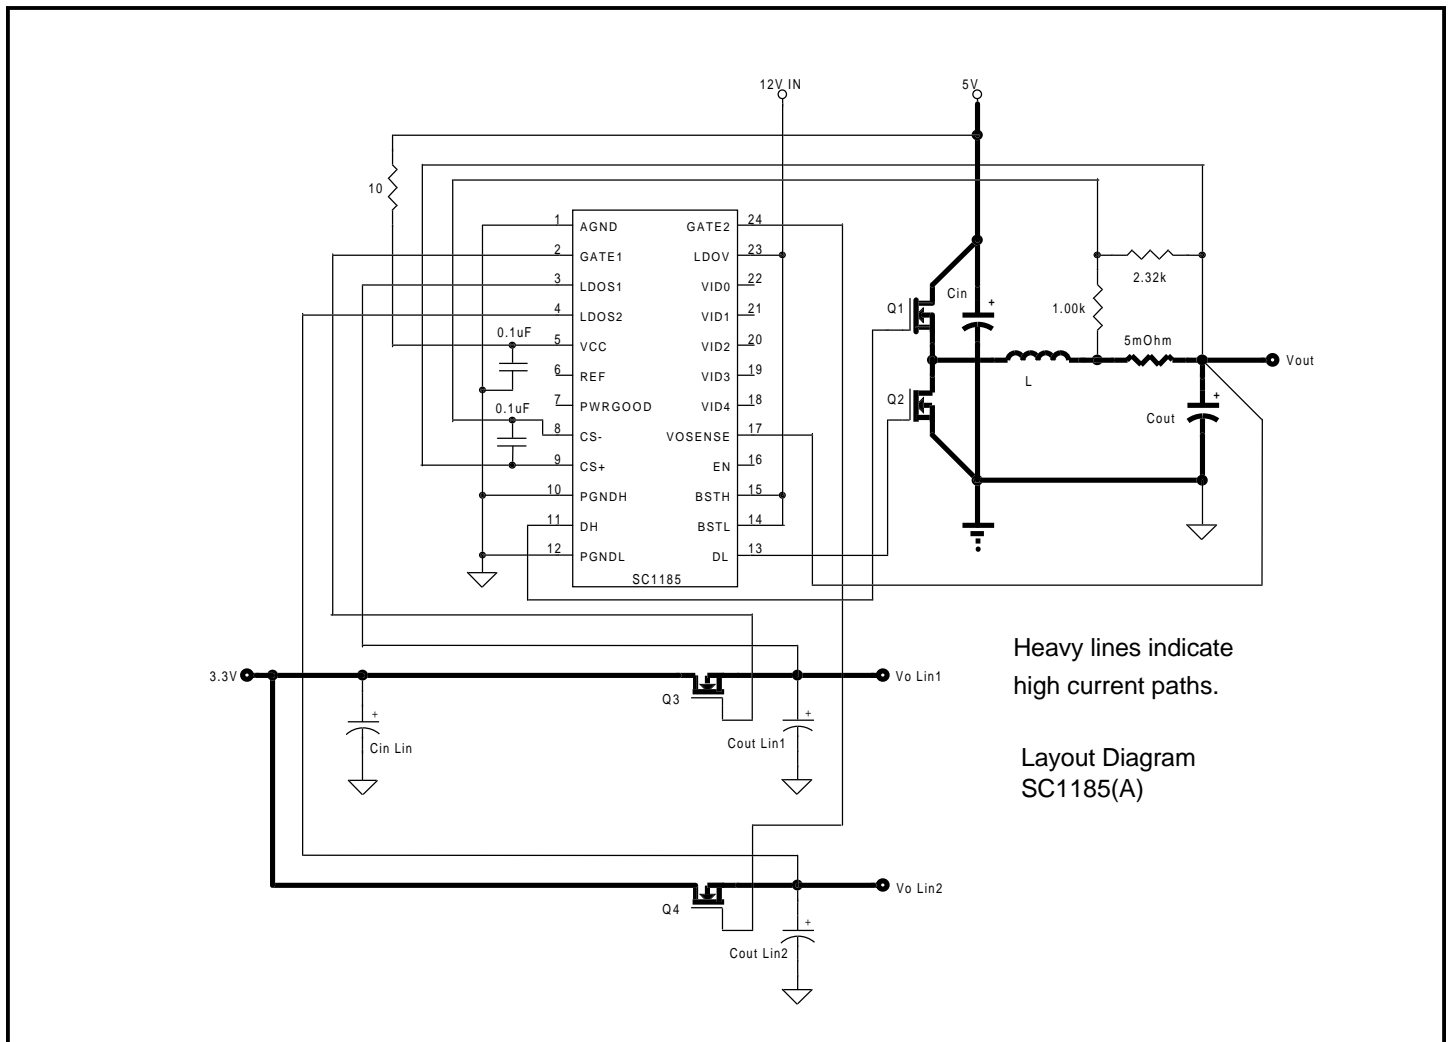 12V IN
5V
10
1 AGND GATE2 24
2 GATE1 LDOV 23
3 LDOS1 VID0 22
4 LDOS2 VID1 21
0.1uF
5 VCC VID2 20
6 REF VID3 19
7 PWRGOOD VID4 18
0.1uF
8 CS- VOSENSE 17
9 CS+ EN 16
10 PGNDH BSTH 15
11 DH BSTL 14
12 PGNDL DL 13
SC1185
2.32k
Cin +
Q1
1.00k
5mOhm
Vout
L
Q2
+
Cout
Heavy lines indicate
high current paths.
3.3V
Vo Lin1
Q3
+
Cin Lin
+
Cout Lin1
Layout Diagram
SC1185(A)
Vo Lin2
Q4
+
Cout Lin2